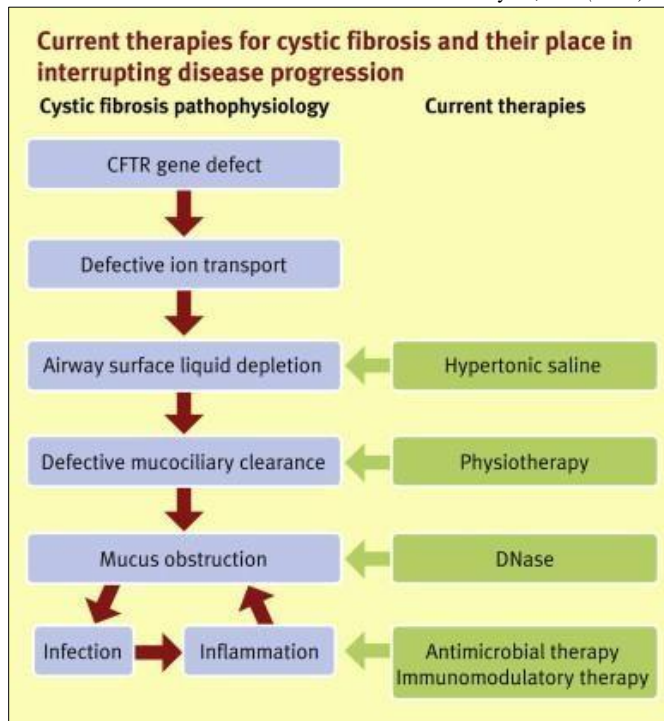 Current therapies for cystic fibrosis and their place in
interrupting disease progression
Cystic fibrosis pathophysiology
Current therapies
CFTR gene defect
Defective ion transport
Airway surface liquid depletion
Hypertonic saline
Defective mucociliary clearance
Physiotherapy
Mucus obstruction
DNase
Infection
Inflammation
Antimicrobial therapy
Immunomodulatory therapy